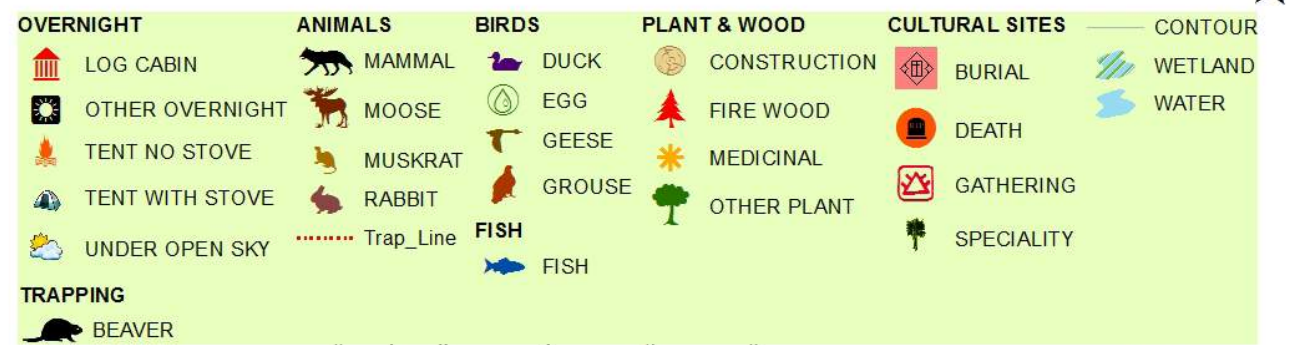 OVERNIGHT
LOG CABIN
OTHER OVERNIGHT
TENT NO STOVE
TENT WITH STOVE
UNDER OPEN SKY
TRAPPING
BEAVER
ANIMALS
MAMMAL
MOOSE
MUSKRAT
RABBIT
Trap_Line
BIRDS
DUCK
EGG
GEESE
GROUSE
FISH
FISH
PLANT & WOOD
CONSTRUCTION
FIRE WOOD
MEDICINAL
OTHER PLANT
CULTURAL SITES
BURIAL
DEATH
GATHERING
SPECIALITY
CONTOUR
WETLAND
WATER